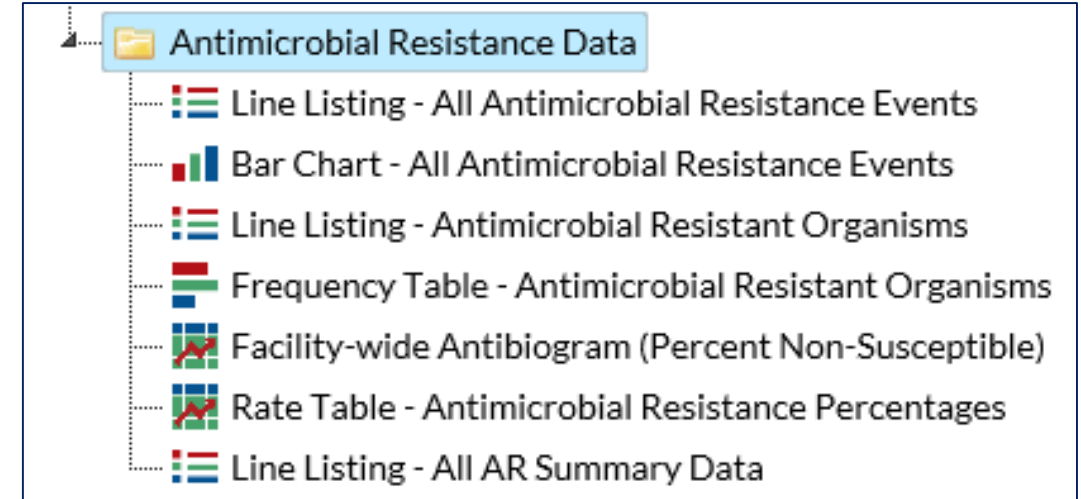 Antimicrobial Resistance Data
Line Listing - All Antimicrobial Resistance Events
Bar Chart - All Antimicrobial Resistance Events
Line Listing - Antimicrobial Resistant Organisms
Frequency Table - Antimicrobial Resistant Organisms
Facility-wide Antibiogram (Percent Non-Susceptible)
Rate Table - Antimicrobial Resistance Percentages
Line Listing - All AR Summary Data